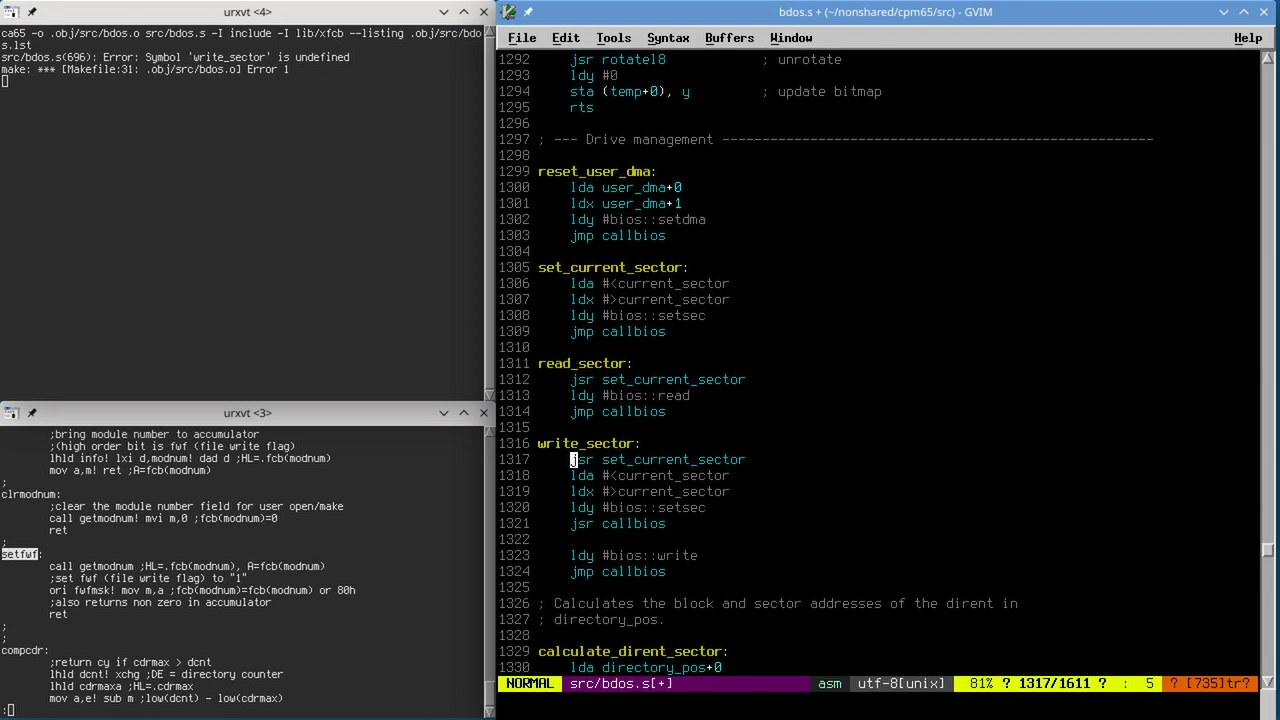 urxvt <4>
ca65 -o .obj/src/bdos.o src/bdos.s -I include -I lib/xfcb --listing .obj/src/bdo
s.lst
src/bdos.s(696): Error: Symbol 'write_sector' is undefined
make: *** [Makefile:31: .obj/src/bdos.o] Error 1
urxvt <3>
;bring module number to accumulator
;(high order bit is fwf (file write flag)
lhld info! lxi d,modnum! dad d ;HL=.fcb(modnum)
mov a,m! ret ;A=fcb(modnum)
;
clrmodnum:
;clear the module number field for user open/make
call getmodnum! mvi m,0 ;fcb(modnum)=0
ret
;
setfwf:
call getmodnum ;HL=.fcb(modnum), A=fcb(modnum)
;set fwf (file write flag) to "1"
ori fwfmsk! mov m,a ;fcb(modnum)=fcb(modnum) or 80h
;also returns non zero in accumulator
ret
;
;
compcdr:
;return cy if cdrmax > dcnt
lhld dcnt! xchg ;DE = directory counter
lhld cdrmaxa ;HL=.cdrmax
mov a,e! sub m ;low(dcnt) - low(cdrmax)
:
bdos.s + (~/nonshared/cpm65/src) - GVIM
File Edit Tools Syntax Buffers Window Help
1292 jsr rotatel8 ; unrotate
1293 ldy #0
1294 sta (temp+0), y ; update bitmap
1295 rts
1296
1297 ; --- Drive management ------------------------------------------------------
1298
1299 reset_user_dma:
1300 lda user_dma+0
1301 ldx user_dma+1
1302 ldy #bios::setdma
1303 jmp callbios
1304
1305 set_current_sector:
1306 lda #<current_sector
1307 ldx #>current_sector
1308 ldy #bios::setsec
1309 jmp callbios
1310
1311 read_sector:
1312 jsr set_current_sector
1313 ldy #bios::read
1314 jmp callbios
1315
1316 write_sector:
1317 jsr set_current_sector
1318 lda #<current_sector
1319 ldx #>current_sector
1320 ldy #bios::setsec
1321 jsr callbios
1322
1323 ldy #bios::write
1324 jmp callbios
1325
1326 ; Calculates the block and sector addresses of the dirent in
1327 ; directory_pos.
1328
1329 calculate_dirent_sector:
1330 lda directory_pos+0
NORMAL src/bdos.s[+] asm utf-8[unix] 81% ? 1317/1611 ? : 5 ? [735]tr?